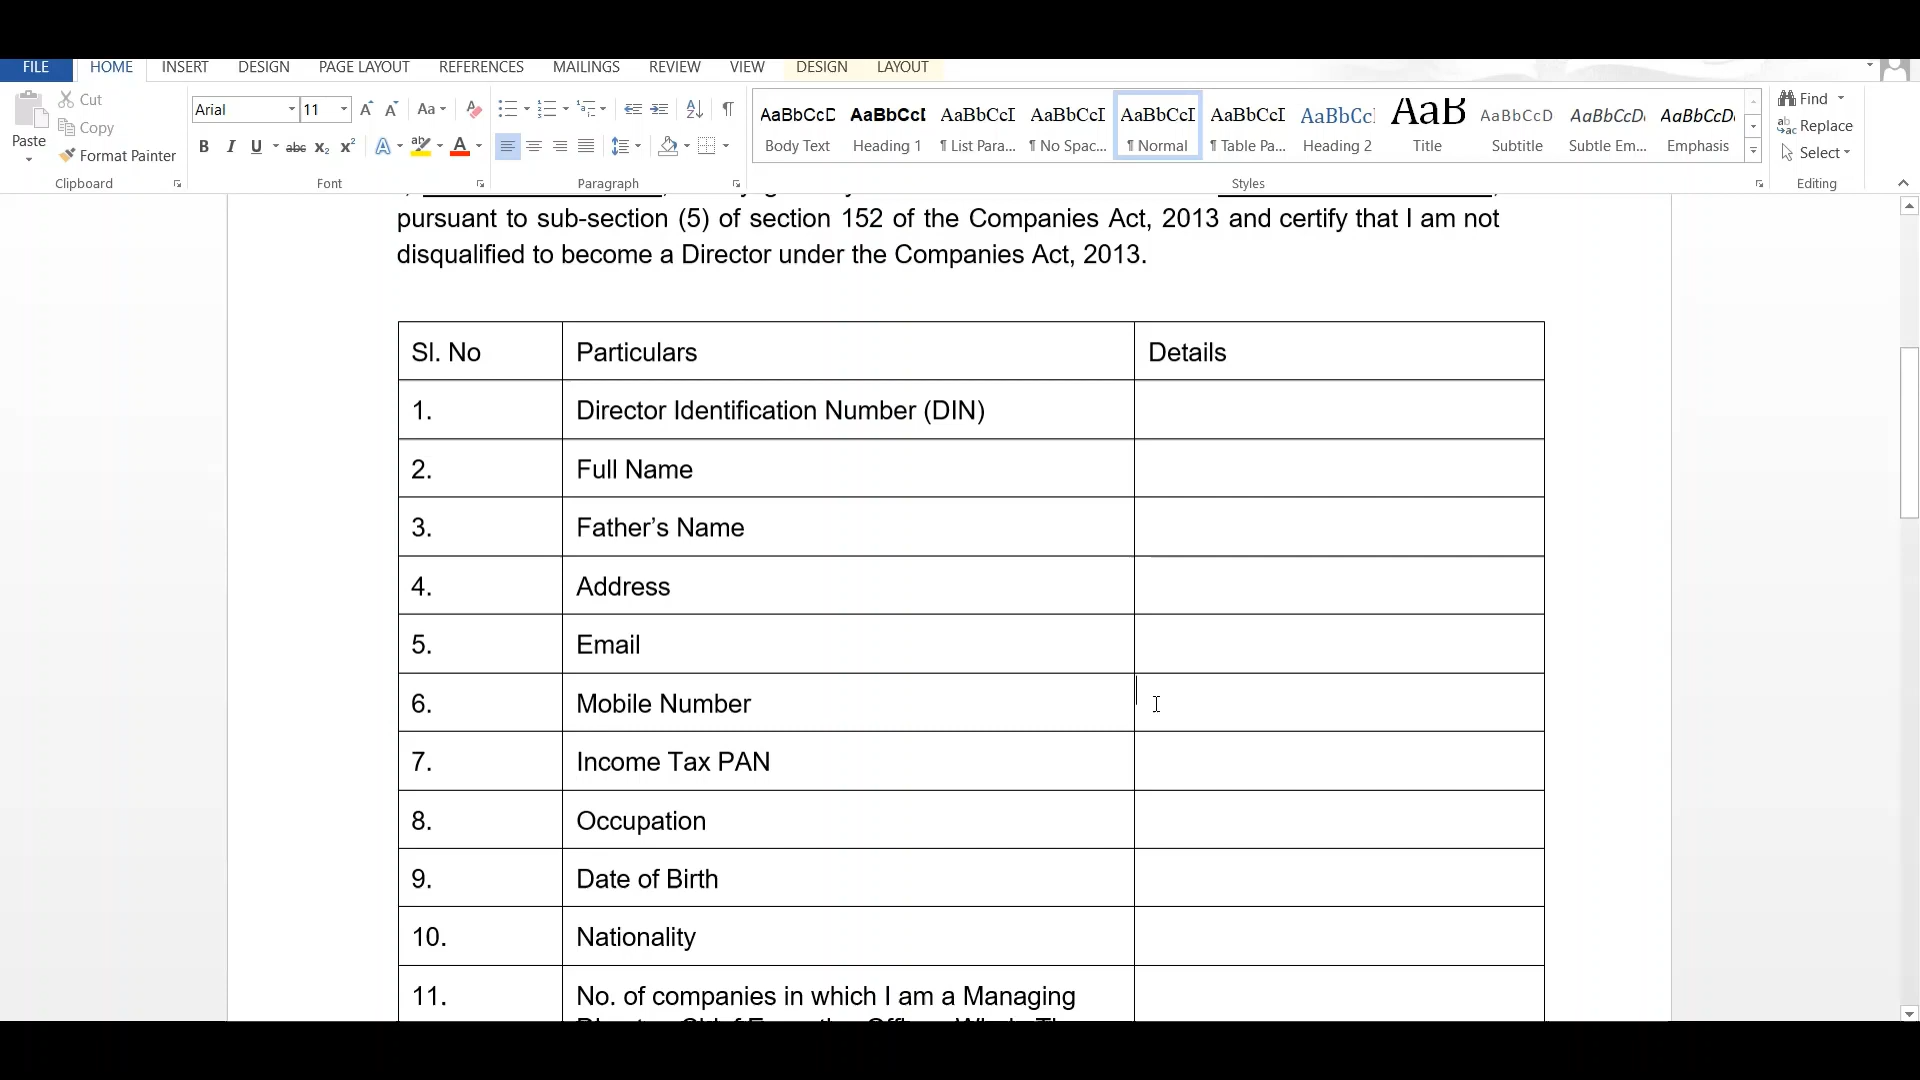 FILE HOME INSERT DESIGN PAGE LAYOUT REFERENCES MAILINGS REVIEW VIEW DESIGN LAYOUT
Paste
Cut
Copy
Format Painter
Clipboard
Arial 11
Font
Paragraph
AaBbCcD AaBbCcI AaBbCcI AaBbCcI AaBbCcI AaBbCcI AaBbCcI AaB AaBbCcD AaBbCcD AaBbCcD
Body Text Heading 1 ¶ List Para... ¶ No Spac... ¶ Normal ¶ Table Pa... Heading 2 Title Subtitle Subtle Em... Emphasis
Styles
Find
Replace
Select
Editing
pursuant to sub-section (5) of section 152 of the Companies Act, 2013 and certify that I am not
disqualified to become a Director under the Companies Act, 2013.
Sl. No Particulars Details
1. Director Identification Number (DIN)
2. Full Name
3. Father’s Name
4. Address
5. Email
6. Mobile Number
7. Income Tax PAN
8. Occupation
9. Date of Birth
10. Nationality
11. No. of companies in which I am a Managing